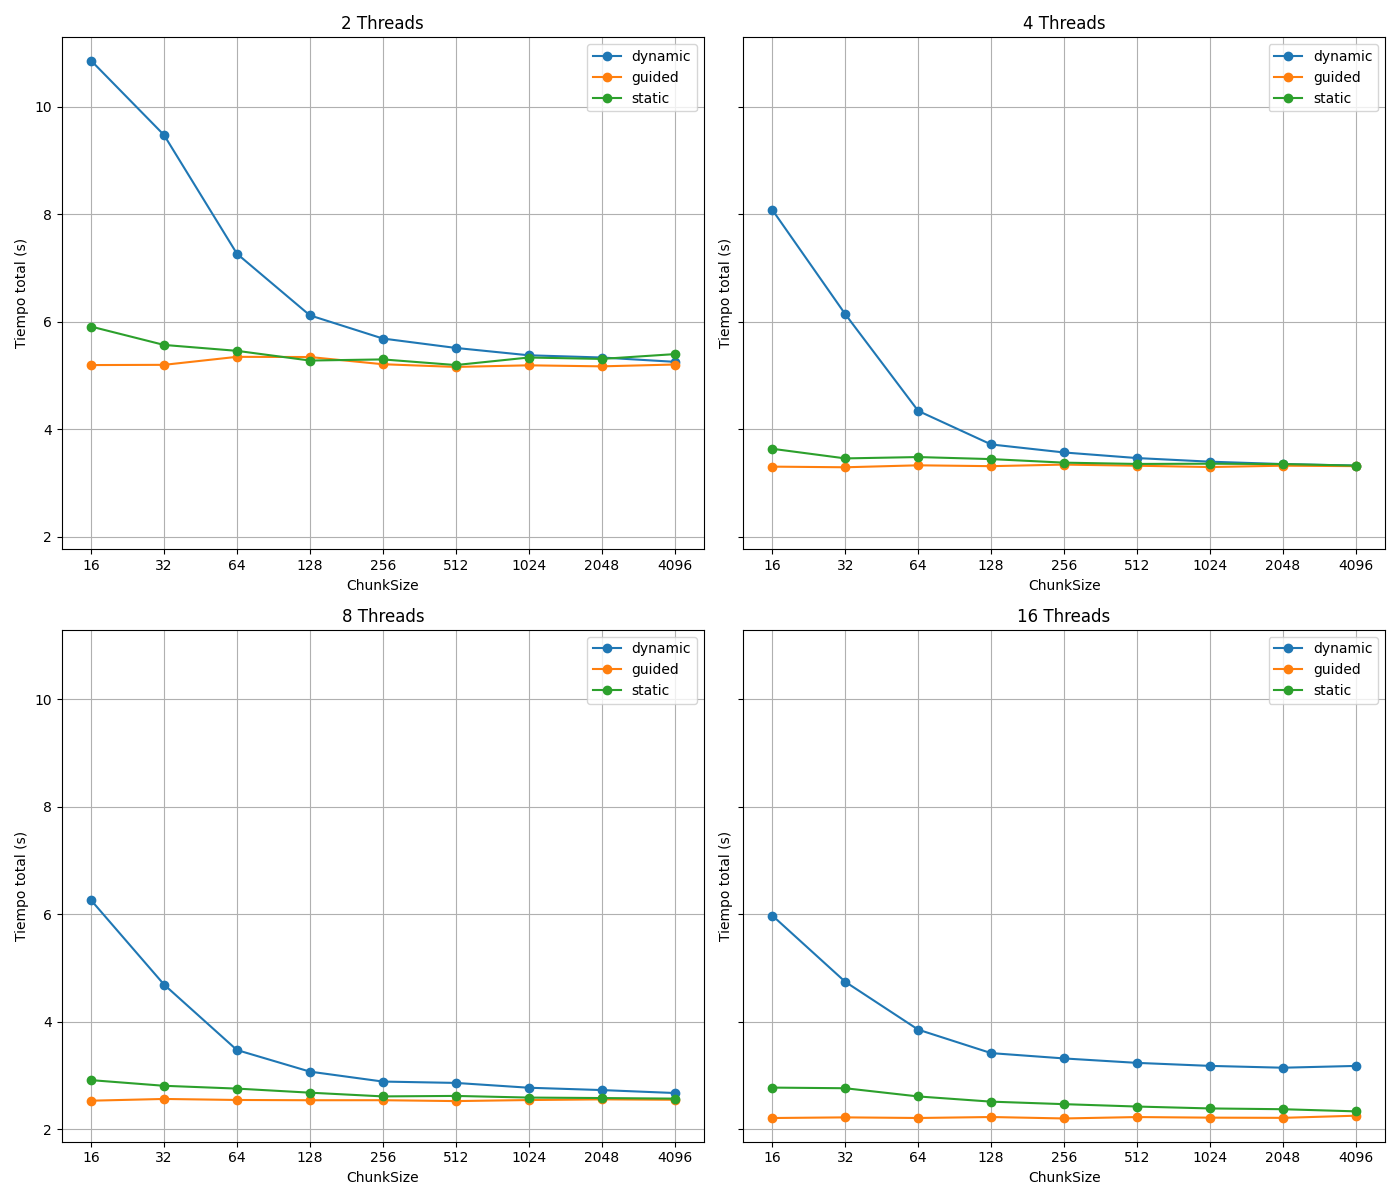 2 Threads
dynamic
guided
static
Tiempo total (s)
10
8
6
4
2
16 32 64 128 256 512 1024 2048 4096
ChunkSize
4 Threads
dynamic
guided
static
Tiempo total (s)
16 32 64 128 256 512 1024 2048 4096
ChunkSize
8 Threads
dynamic
guided
static
Tiempo total (s)
10
8
6
4
2
16 32 64 128 256 512 1024 2048 4096
ChunkSize
16 Threads
dynamic
guided
static
Tiempo total (s)
16 32 64 128 256 512 1024 2048 4096
ChunkSize